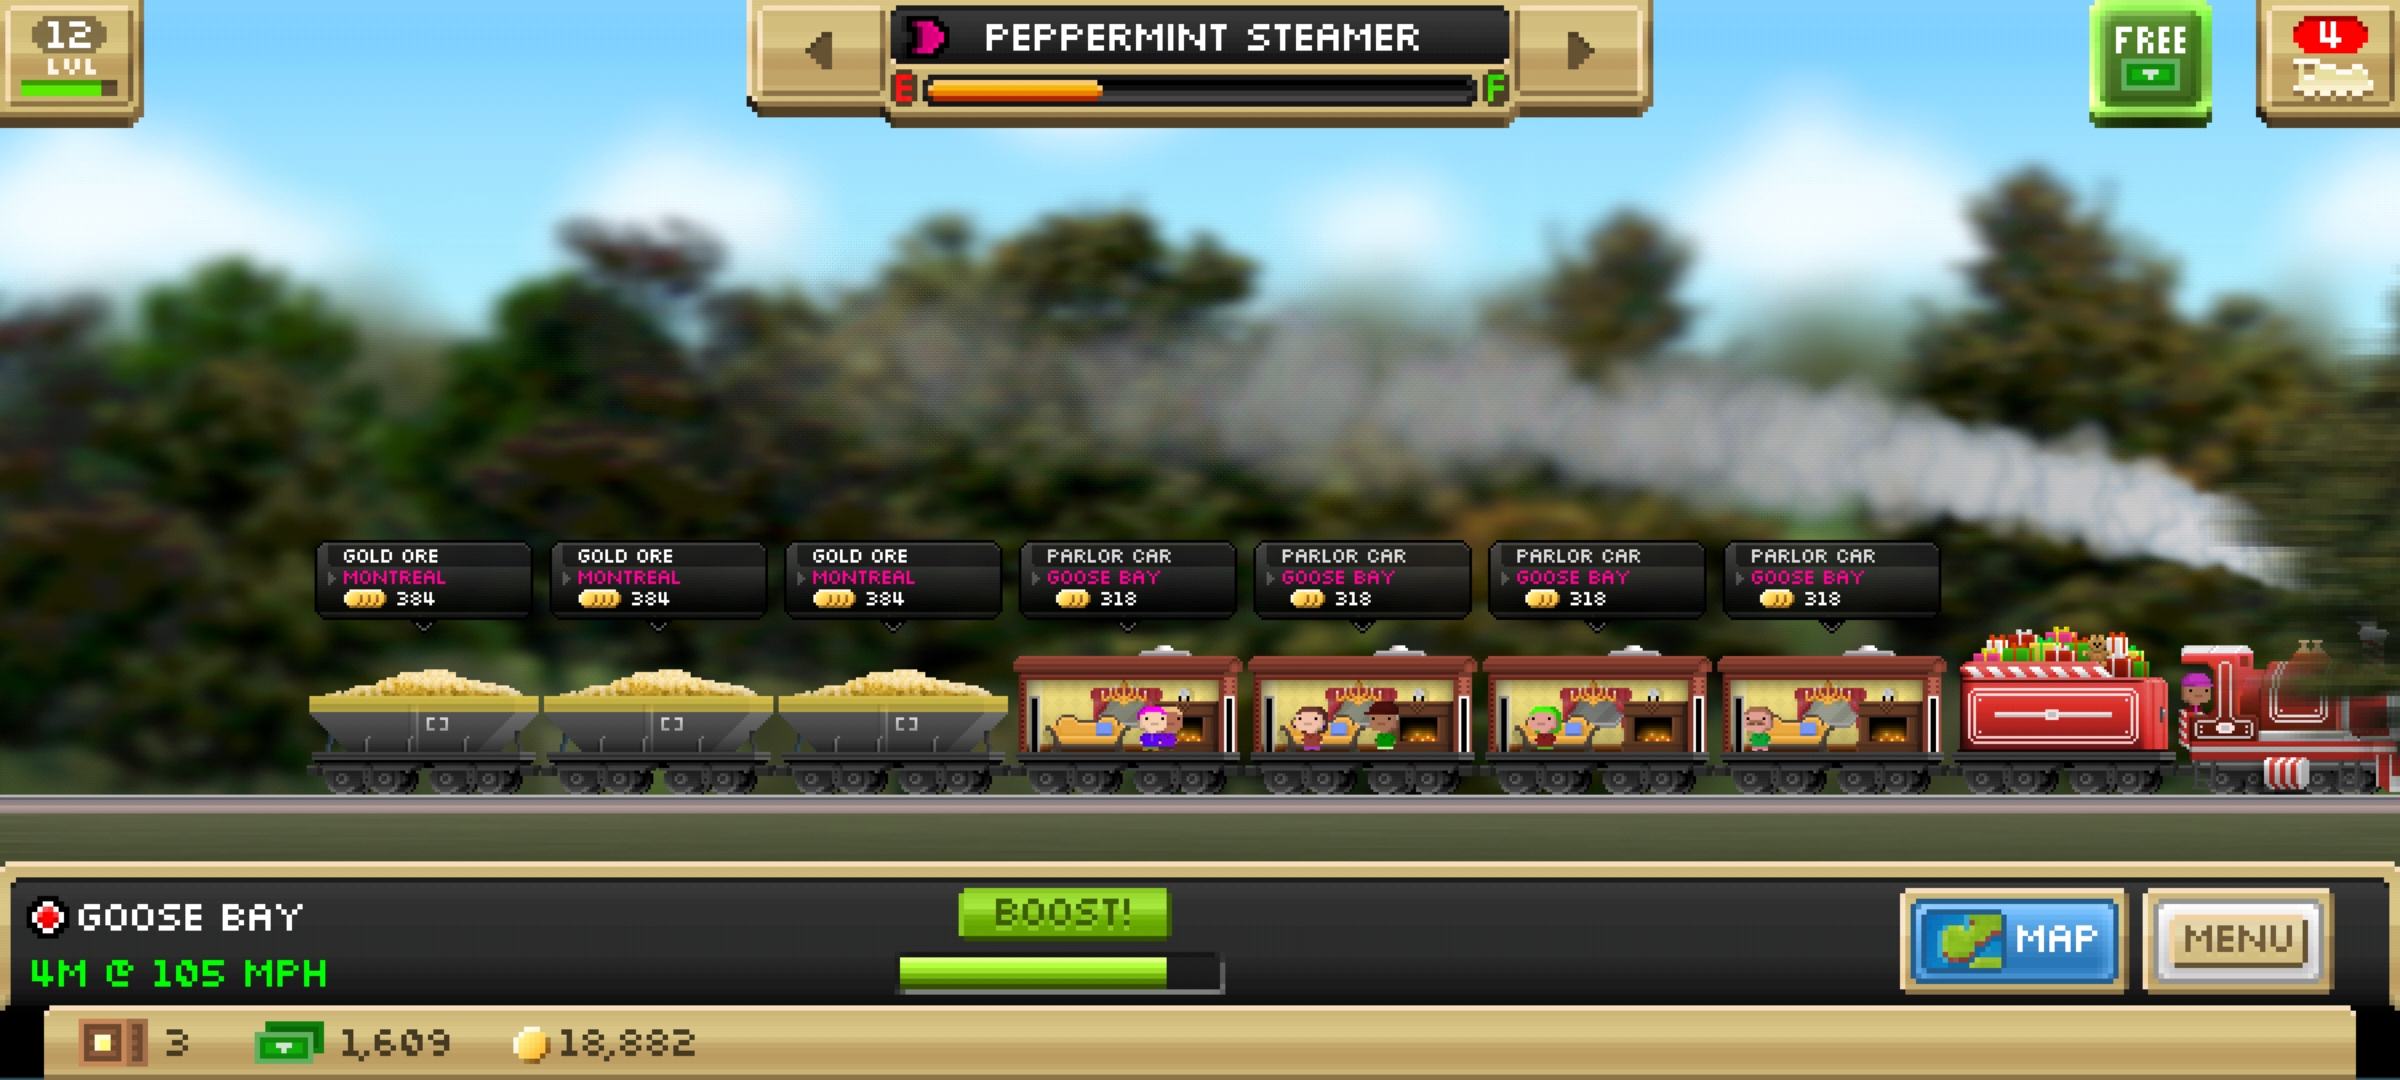 12
LVL
PEPPERMINT STEAMER
E F
FREE
4
GOLD ORE
MONTREAL
384
GOLD ORE
MONTREAL
384
GOLD ORE
MONTREAL
384
PARLOR CAR
GOOSE BAY
318
PARLOR CAR
GOOSE BAY
318
PARLOR CAR
GOOSE BAY
318
PARLOR CAR
GOOSE BAY
318
GOOSE BAY
4M @ 105 MPH
BOOST!
MAP
MENU
3
1,609
18,882